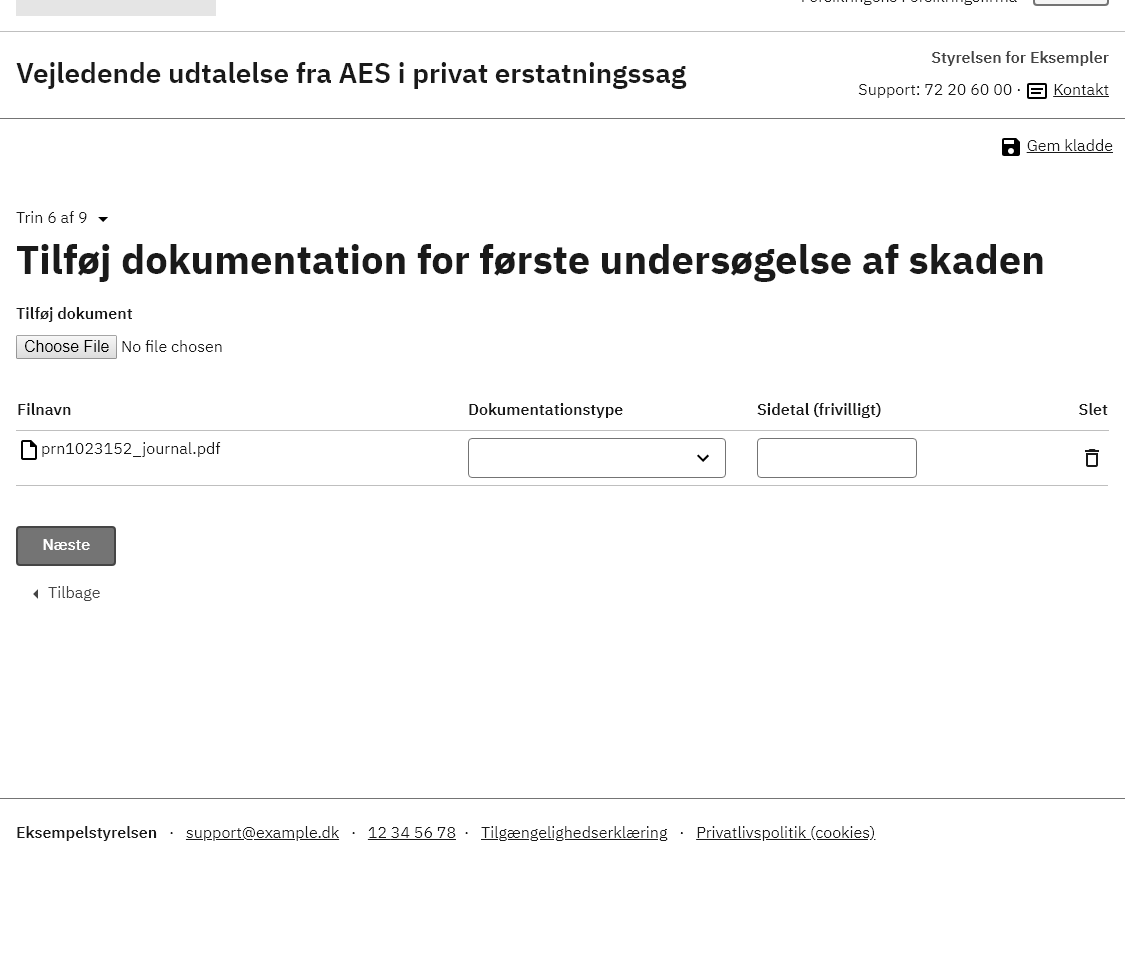 Vejledende udtalelse fra AES i privat erstatningssag
Styrelsen for Eksempler
Support: 72 20 60 00 · Kontakt
Gem kladde
Trin 6 af 9
Tilføj dokumentation for første undersøgelse af skaden
Tilføj dokument
Choose File No file chosen
Filnavn Dokumentationstype Sidetal (frivilligt) Slet
prn1023152_journal.pdf
Næste
Tilbage
Eksempelstyrelsen · support@example.dk · 12 34 56 78 · Tilgængelighedserklæring · Privatlivspolitik (cookies)